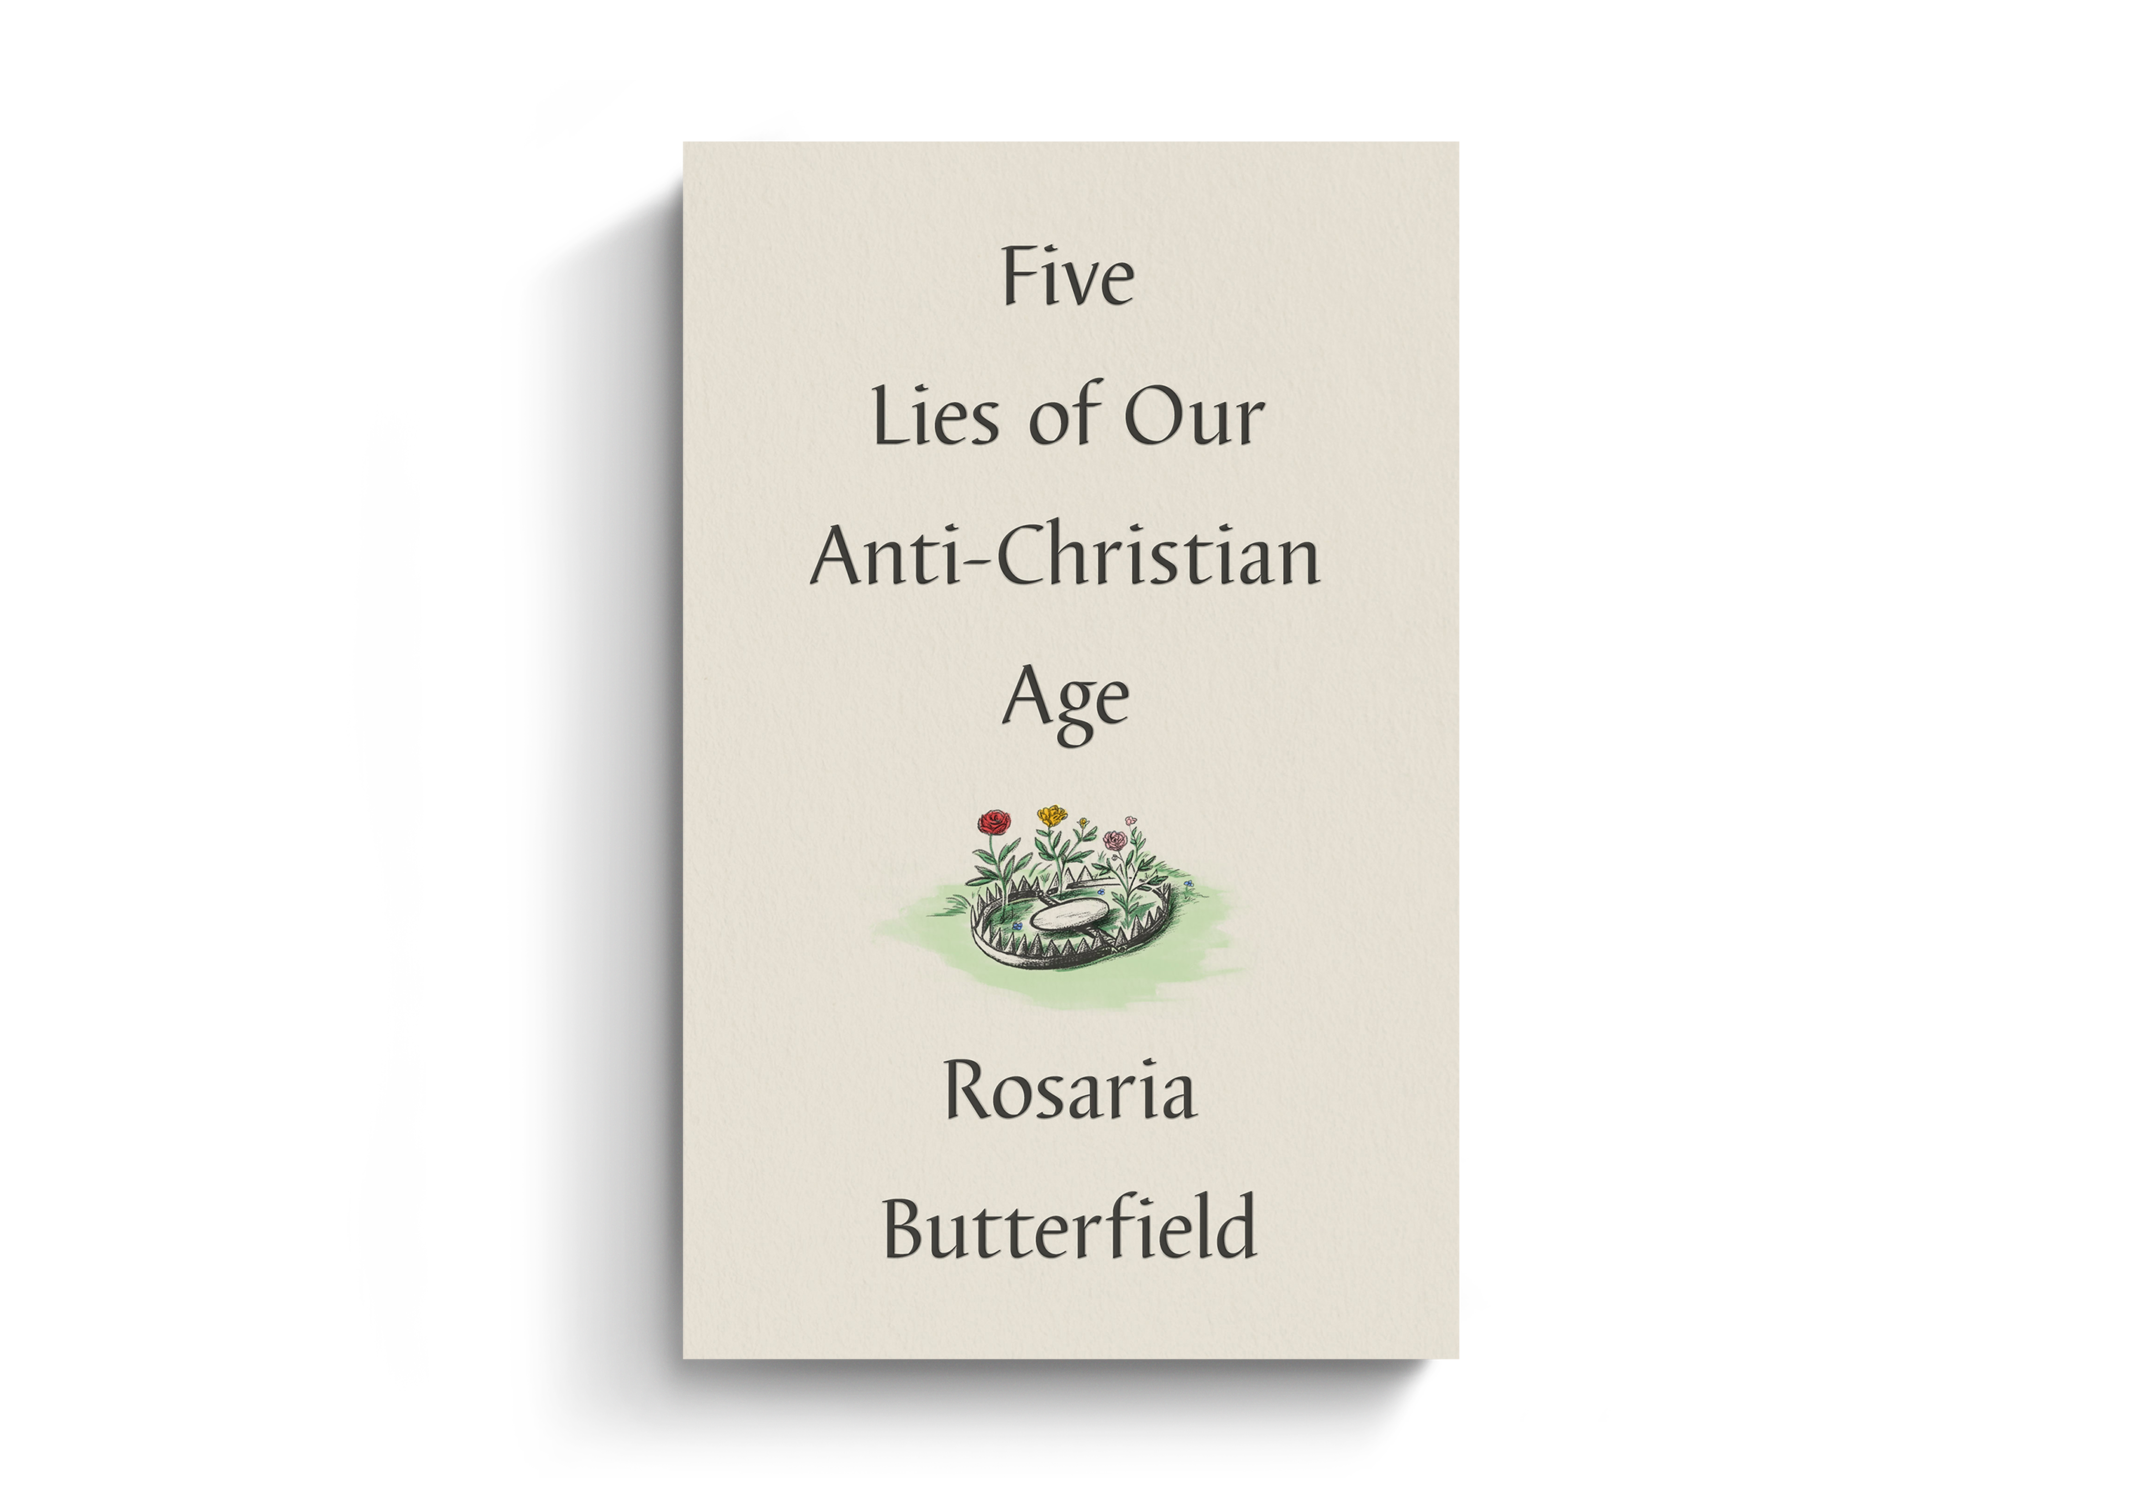 Five
Lies of Our
Anti-Christian
Age
Rosaria
Butterfield